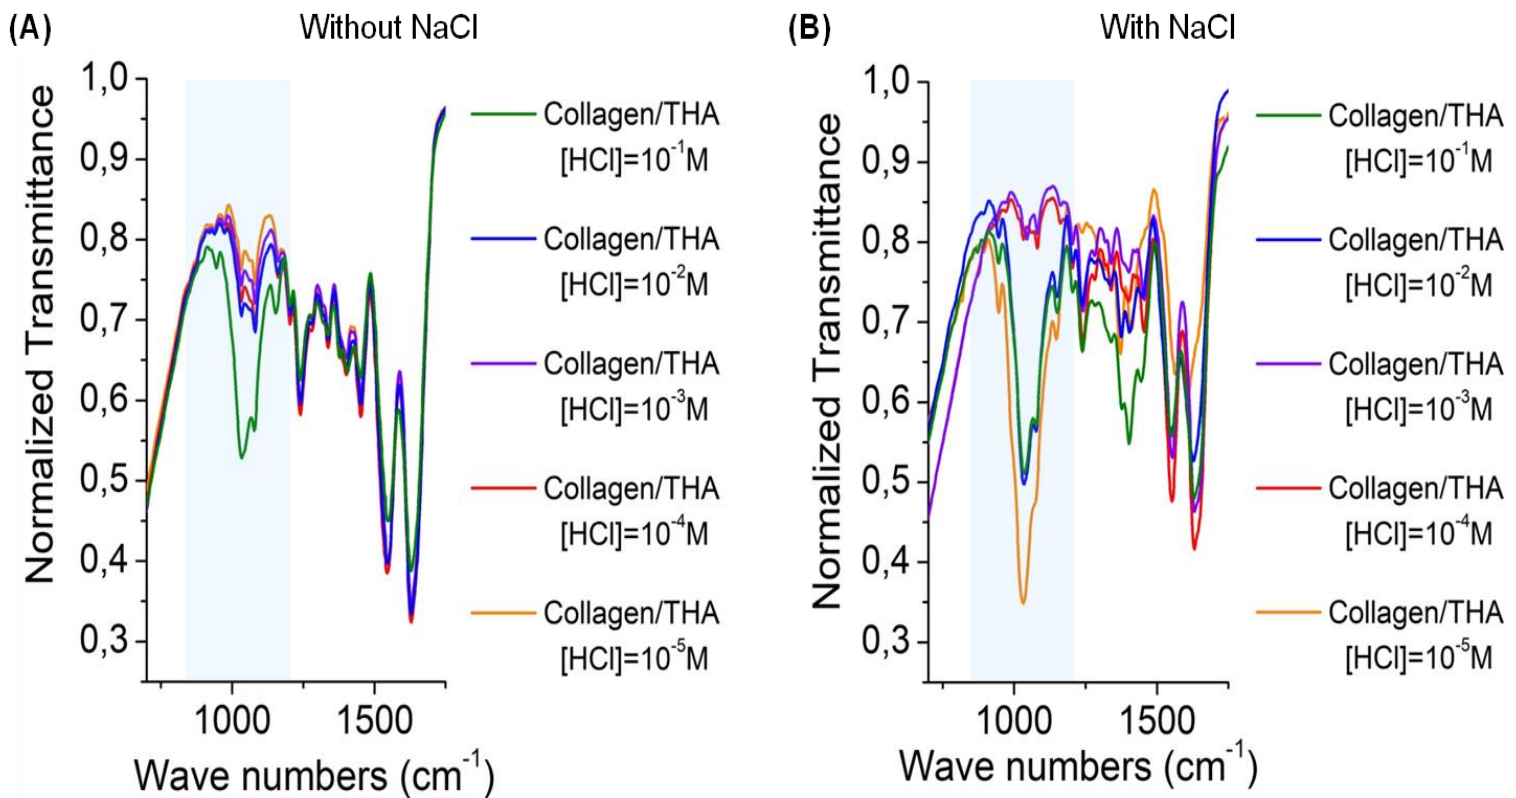 (A) Without NaCl
Normalized Transmittance
1,0
0,9
0,8
0,7
0,6
0,5
0,4
0,3
1000 1500
Wave numbers (cm⁻¹)
Collagen/THA
[HCl]=10⁻¹M
Collagen/THA
[HCl]=10⁻²M
Collagen/THA
[HCl]=10⁻³M
Collagen/THA
[HCl]=10⁻⁴M
Collagen/THA
[HCl]=10⁻⁵M
(B) With NaCl
Normalized Transmittance
1,0
0,9
0,8
0,7
0,6
0,5
0,4
0,3
1000 1500
Wave numbers (cm⁻¹)
Collagen/THA
[HCl]=10⁻¹M
Collagen/THA
[HCl]=10⁻²M
Collagen/THA
[HCl]=10⁻³M
Collagen/THA
[HCl]=10⁻⁴M
Collagen/THA
[HCl]=10⁻⁵M